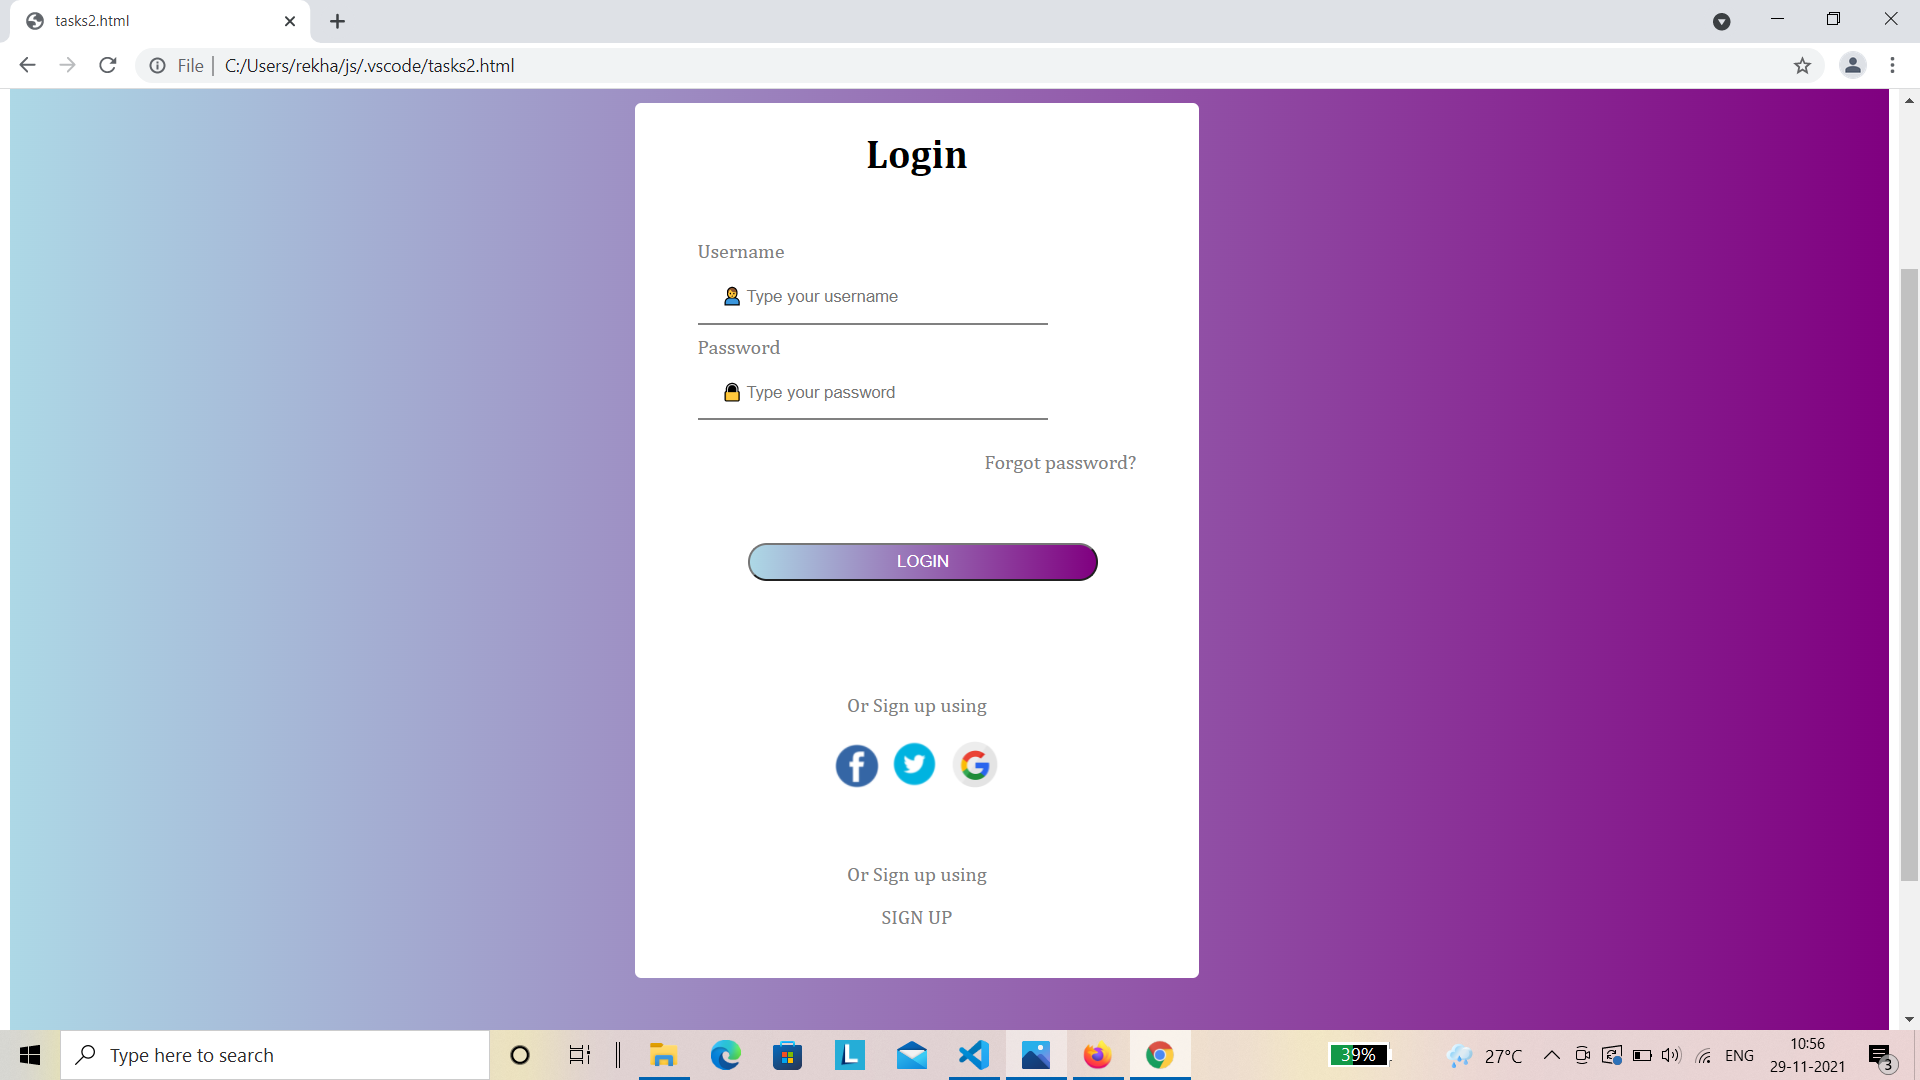 tasks2.html
File | C:/Users/rekha/js/.vscode/tasks2.html
Login
Username
Type your username
Password
Type your password
Forgot password?
LOGIN
Or Sign up using
Or Sign up using
SIGN UP
Type here to search
39%
27°C
ENG
10:56
29-11-2021
3